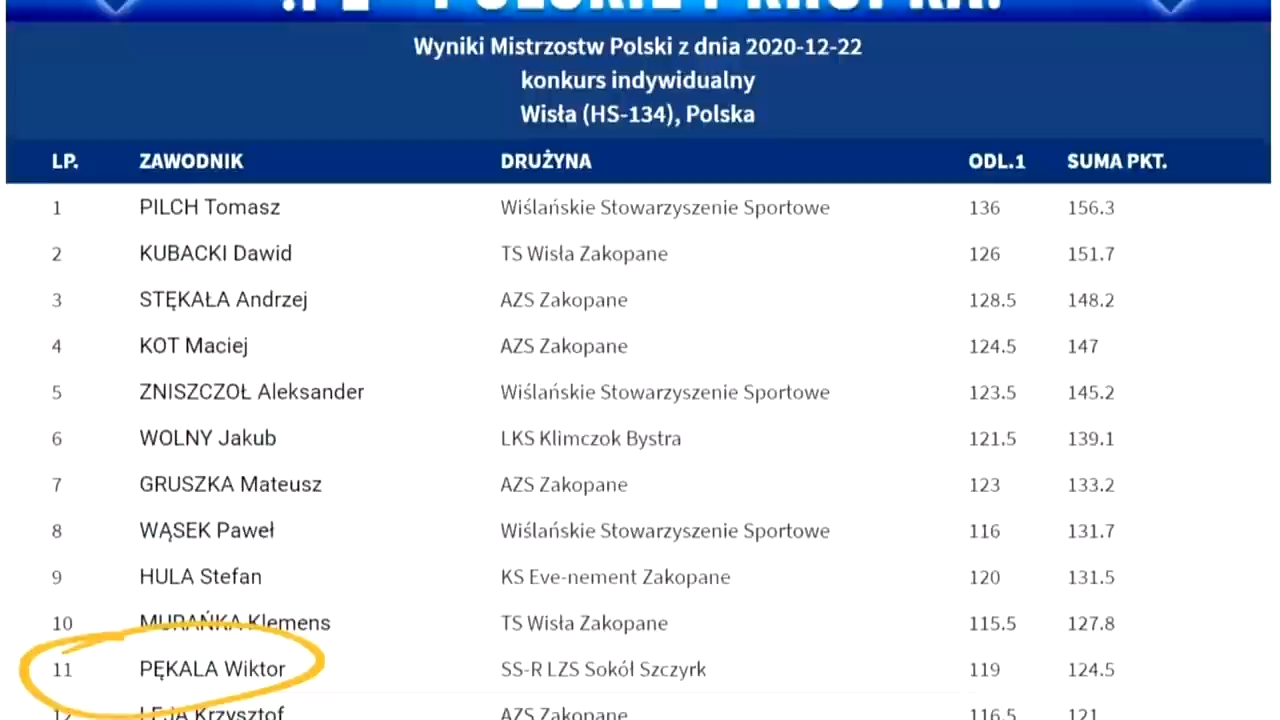 Wyniki Mistrzostw Polski z dnia 2020-12-22
konkurs indywidualny
Wisła (HS-134), Polska
LP. ZAWODNIK DRUŻYNA ODL.1 SUMA PKT.
1 PILCH Tomasz Wiślańskie Stowarzyszenie Sportowe 136 156.3
2 KUBACKI Dawid TS Wisła Zakopane 126 151.7
3 STĘKAŁA Andrzej AZS Zakopane 128.5 148.2
4 KOT Maciej AZS Zakopane 124.5 147
5 ZNISZCZOŁ Aleksander Wiślańskie Stowarzyszenie Sportowe 123.5 145.2
6 WOLNY Jakub LKS Klimczok Bystra 121.5 139.1
7 GRUSZKA Mateusz AZS Zakopane 123 133.2
8 WĄSEK Paweł Wiślańskie Stowarzyszenie Sportowe 116 131.7
9 HULA Stefan KS Eve-nement Zakopane 120 131.5
10 MURAŃKA Klemens TS Wisła Zakopane 115.5 127.8
11 PĘKALA Wiktor SS-R LZS Sokół Szczyrk 119 124.5
12 LEJA Krzysztof AZS Zakopane 116.5 121